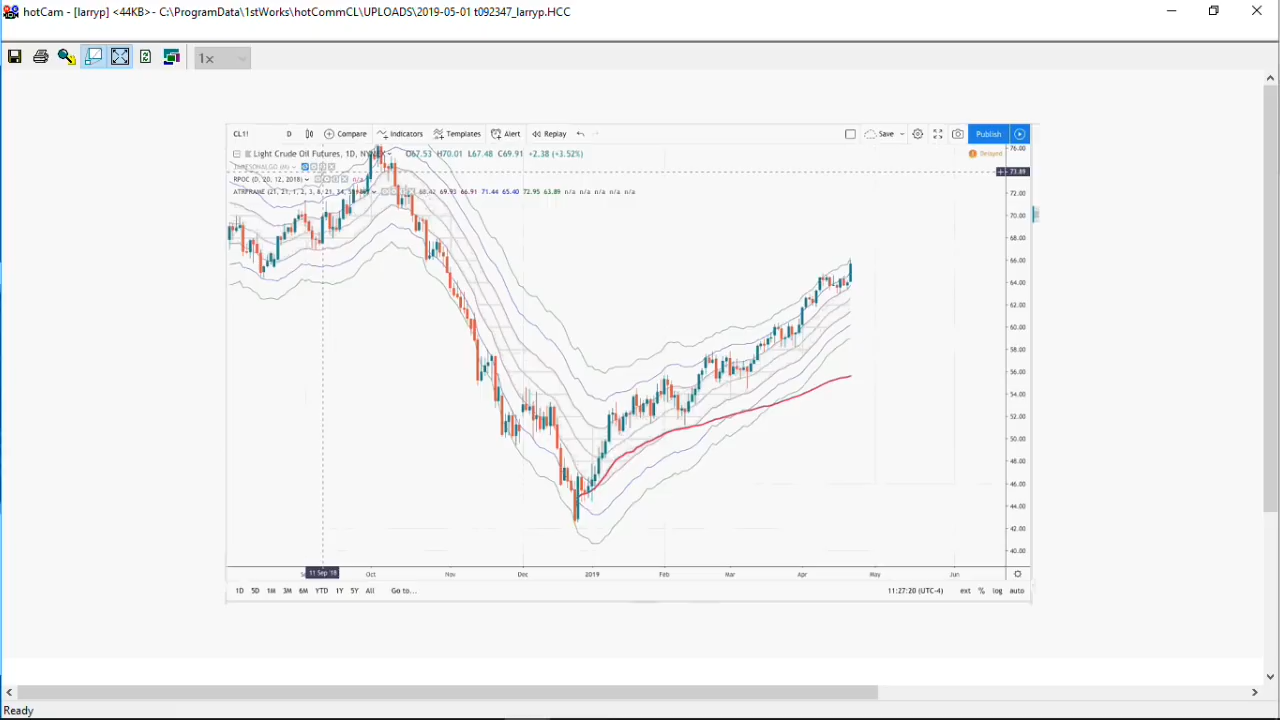 hotCam - [larryp] <44KB> - C:\ProgramData\1stWorks\hotCommCL\UPLOADS\2019-05-01 t092347_larryp.HCC
1x
CL1! D Compare Indicators Templates Alert Replay Save Publish
Light Crude Oil Futures, 1D, O67.53 H70.01 L67.48 C69.91 +2.38 (+3.52%) Delayed
RPOC (D, 20, 12, 2018) n/a
ATRFRAME (21, 21, 1, 2, 3, 8, 21, 34, 69.93 66.91 71.44 65.40 72.95 63.89 n/a n/a n/a n/a n/a
76.00
73.89
72.00
70.00
68.00
66.00
64.00
62.00
60.00
58.00
56.00
54.00
52.00
50.00
48.00
46.00
44.00
42.00
40.00
11 Sep '18 Oct Nov Dec 2019 Feb Mar Apr May Jun
1D 5D 1M 3M 6M YTD 1Y 5Y All Go to... 11:27:20 (UTC-4) ext % log auto
Ready